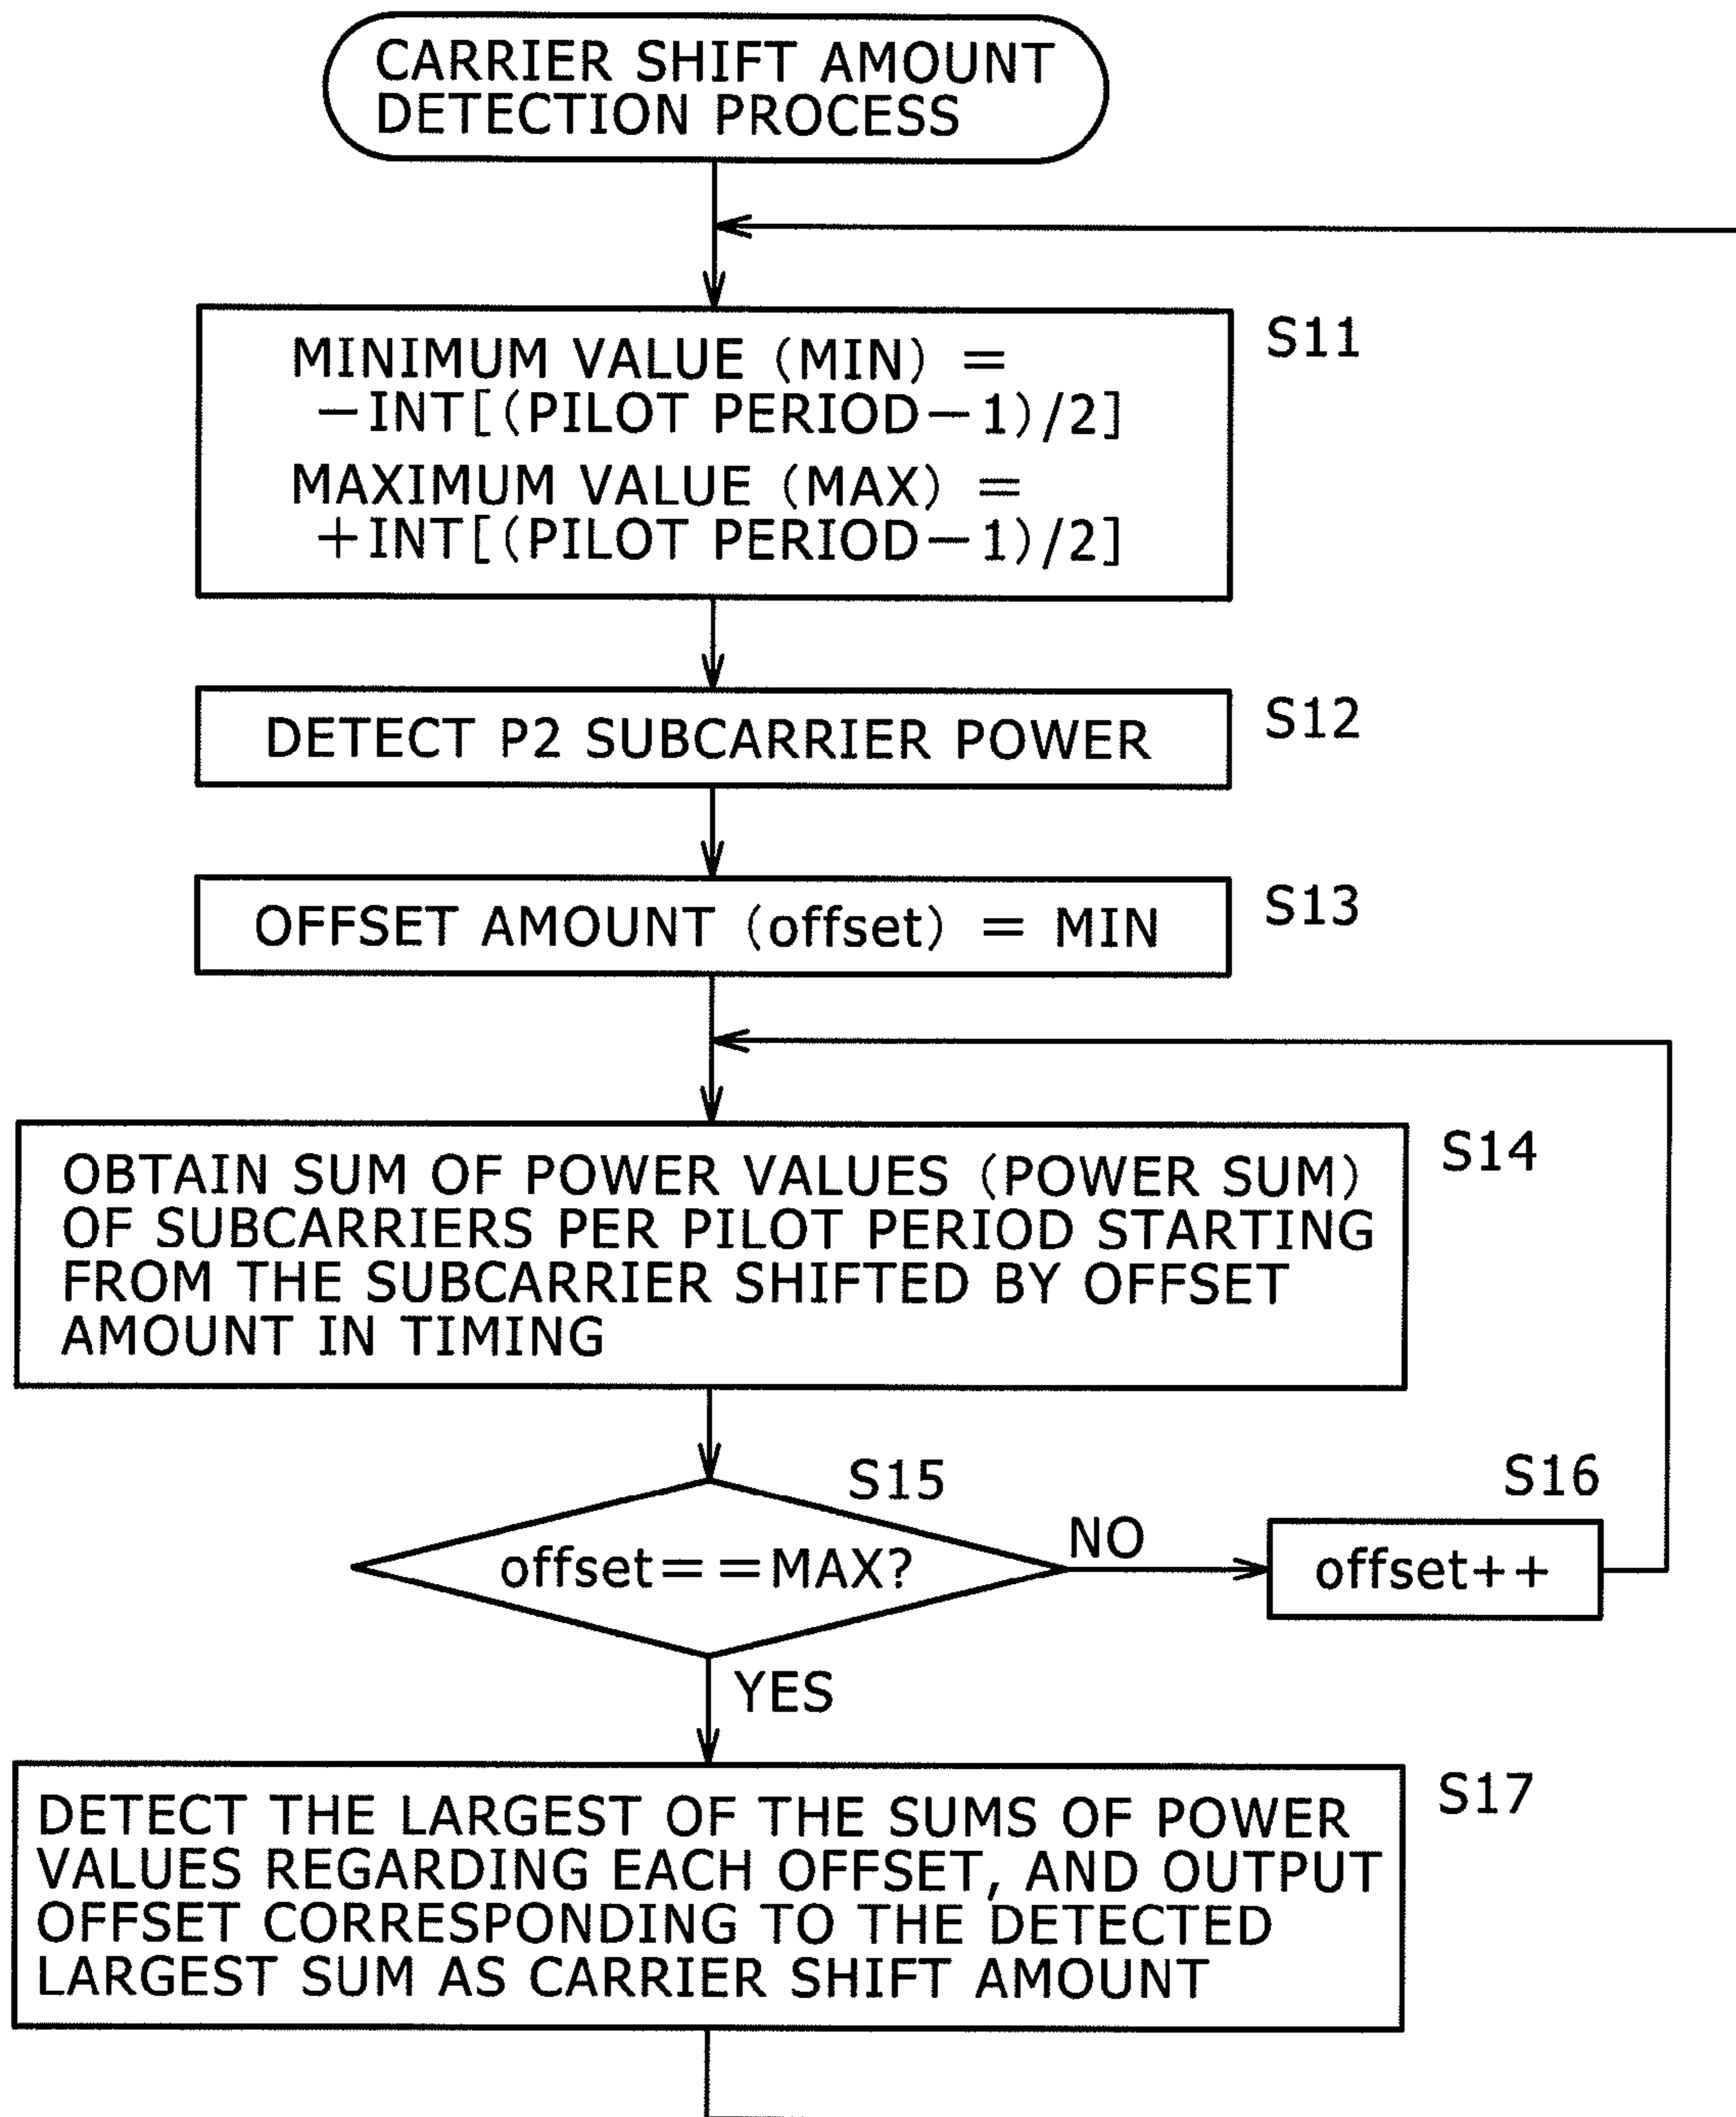 CARRIER SHIFT AMOUNT
DETECTION PROCESS
S11
MINIMUM VALUE (MIN) =
−INT[(PILOT PERIOD−1)/2]
MAXIMUM VALUE (MAX) =
+INT[(PILOT PERIOD−1)/2]
S12
DETECT P2 SUBCARRIER POWER
S13
OFFSET AMOUNT (offset) = MIN
S14
OBTAIN SUM OF POWER VALUES (POWER SUM)
OF SUBCARRIERS PER PILOT PERIOD STARTING
FROM THE SUBCARRIER SHIFTED BY OFFSET
AMOUNT IN TIMING
S15
offset==MAX?
NO
S16
offset++
YES
S17
DETECT THE LARGEST OF THE SUMS OF POWER
VALUES REGARDING EACH OFFSET, AND OUTPUT
OFFSET CORRESPONDING TO THE DETECTED
LARGEST SUM AS CARRIER SHIFT AMOUNT